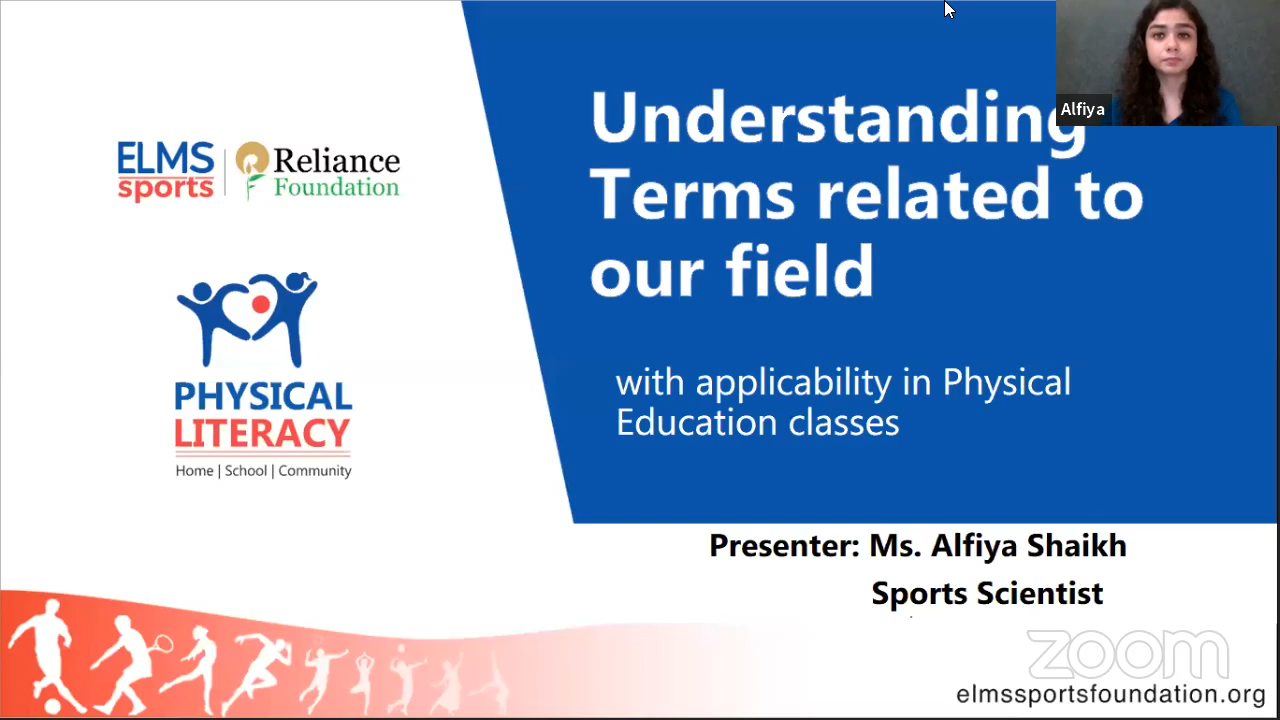 ELMS
sports
Reliance
Foundation
PHYSICAL
LITERACY
Home | School | Community
Understanding
Terms related to
our field
with applicability in Physical
Education classes
Alfiya
Presenter: Ms. Alfiya Shaikh
Sports Scientist
zoom
elmssportsfoundation.org